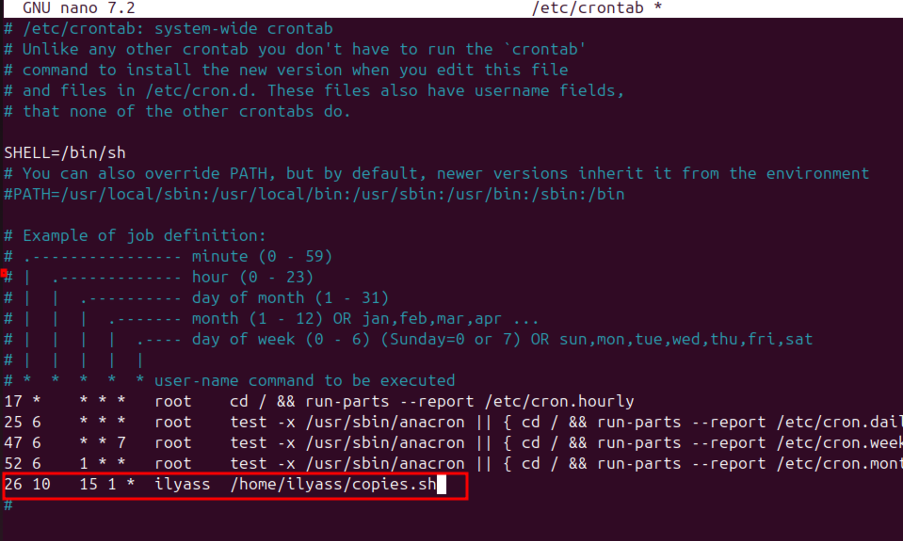 GNU nano 7.2 /etc/crontab *
# /etc/crontab: system-wide crontab
# Unlike any other crontab you don't have to run the `crontab'
# command to install the new version when you edit this file
# and files in /etc/cron.d. These files also have username fields,
# that none of the other crontabs do.
SHELL=/bin/sh
# You can also override PATH, but by default, newer versions inherit it from the environment
#PATH=/usr/local/sbin:/usr/local/bin:/usr/sbin:/usr/bin:/sbin:/bin
# Example of job definition:
# .---------------- minute (0 - 59)
# |  .------------- hour (0 - 23)
# |  |  .---------- day of month (1 - 31)
# |  |  |  .------- month (1 - 12) OR jan,feb,mar,apr ...
# |  |  |  |  .---- day of week (0 - 6) (Sunday=0 or 7) OR sun,mon,tue,wed,thu,fri,sat
# |  |  |  |  |
# *  *  *  *  * user-name command to be executed
17 *    * * *   root    cd / && run-parts --report /etc/cron.hourly
25 6    * * *   root    test -x /usr/sbin/anacron || { cd / && run-parts --report /etc/cron.dail
47 6    * * 7   root    test -x /usr/sbin/anacron || { cd / && run-parts --report /etc/cron.week
52 6    1 * *   root    test -x /usr/sbin/anacron || { cd / && run-parts --report /etc/cron.mont
26 10   15 1 *  ilyass  /home/ilyass/copies.sh
#